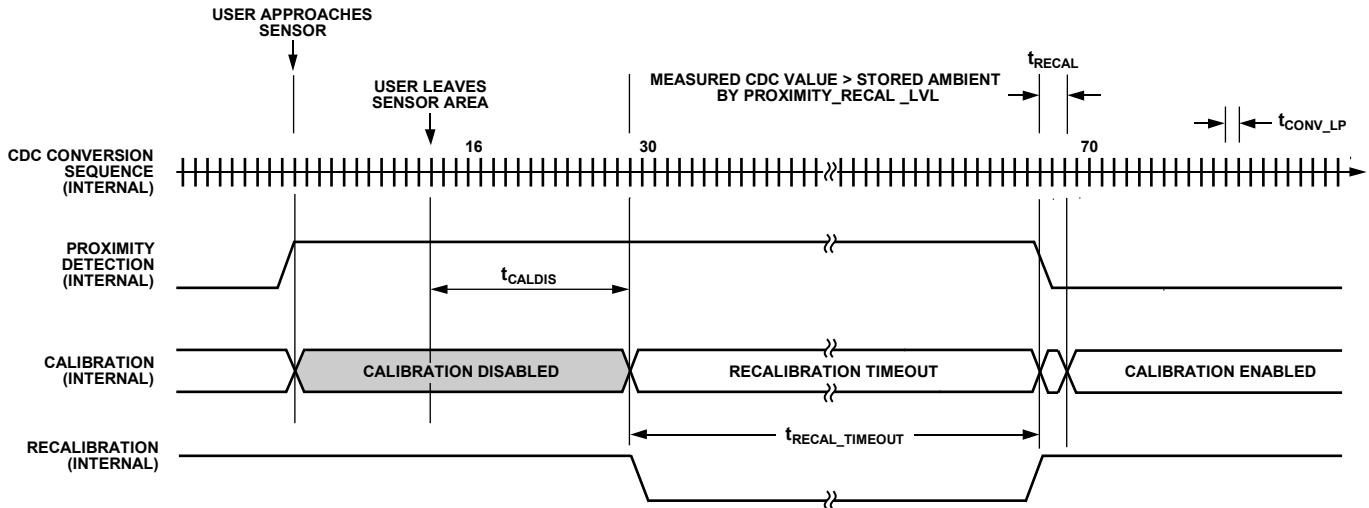 USER APPROACHES
SENSOR
USER LEAVES
SENSOR AREA
MEASURED CDC VALUE > STORED AMBIENT
BY PROXIMITY_RECAL _LVL
tRECAL
tCONV_LP
CDC CONVERSION
SEQUENCE
(INTERNAL)
16
30
70
PROXIMITY
DETECTION
(INTERNAL)
tCALDIS
CALIBRATION
(INTERNAL)
CALIBRATION DISABLED
RECALIBRATION TIMEOUT
CALIBRATION ENABLED
RECALIBRATION
(INTERNAL)
tRECAL_TIMEOUT